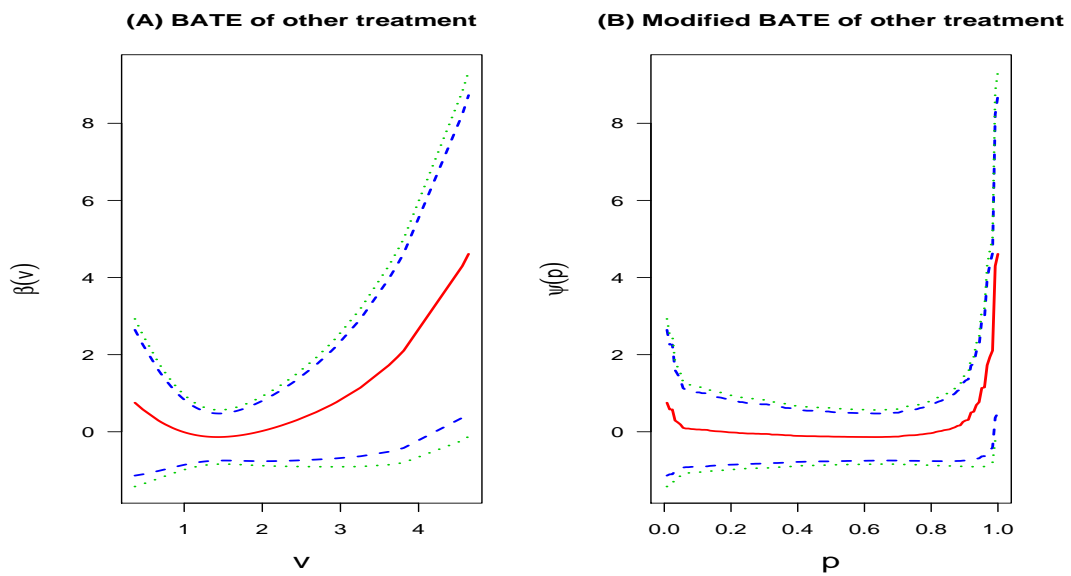 (A) BATE of other treatment
β(v)
8
6
4
2
0
1 2 3 4
v
(B) Modified BATE of other treatment
ψ(p)
8
6
4
2
0
0.0 0.2 0.4 0.6 0.8 1.0
p